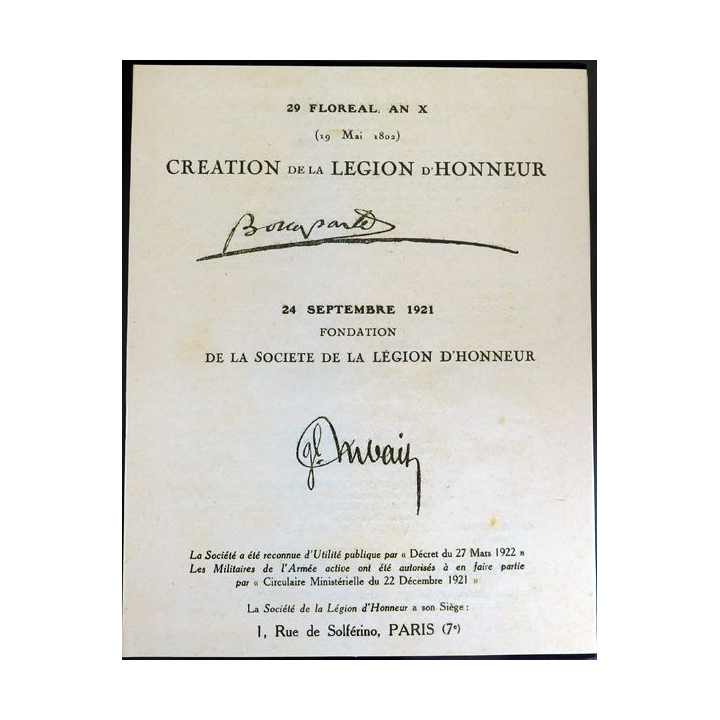 29 FLOREAL, AN X
(19 Mai 1802)
CREATION DE LA LEGION D'HONNEUR
Bonaparte
24 SEPTEMBRE 1921
FONDATION
DE LA SOCIETE DE LA LÉGION D'HONNEUR
gl.
La Société a été reconnue d'Utilité publique par « Décret du 27 Mars 1922 »
Les Militaires de l'Armée active ont été autorisés à en faire partie
par « Circulaire Ministérielle du 22 Décembre 1921 »
La Société de la Légion d'Honneur a son Siège :
1, Rue de Solférino, PARIS (7e)